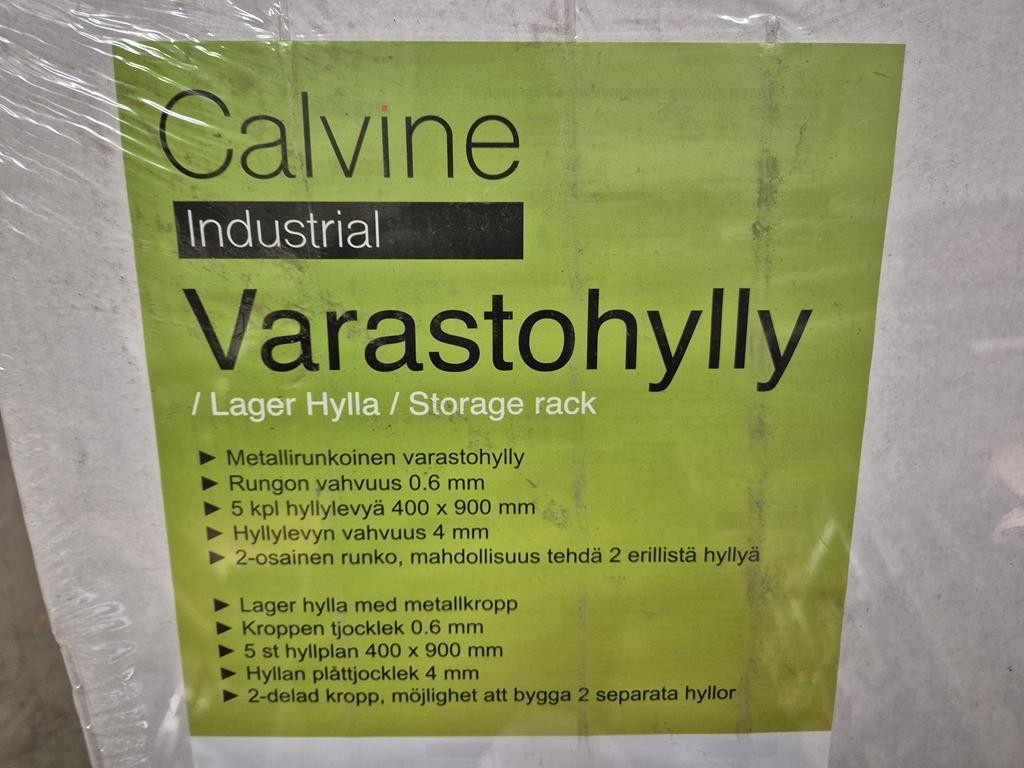 Calvine
Industrial
Varastohylly
/ Lager Hylla / Storage rack
► Metallirunkoinen varastohylly
► Rungon vahvuus 0.6 mm
► 5 kpl hyllylevyä 400 x 900 mm
► Hyllylevyn vahvuus 4 mm
► 2-osainen runko, mahdollisuus tehdä 2 erillistä hyllyä
► Lager hylla med metallkropp
► Kroppen tjocklek 0.6 mm
► 5 st hyllplan 400 x 900 mm
► Hyllan plåttjocklek 4 mm
► 2-delad kropp, möjlighet att bygga 2 separata hyllor